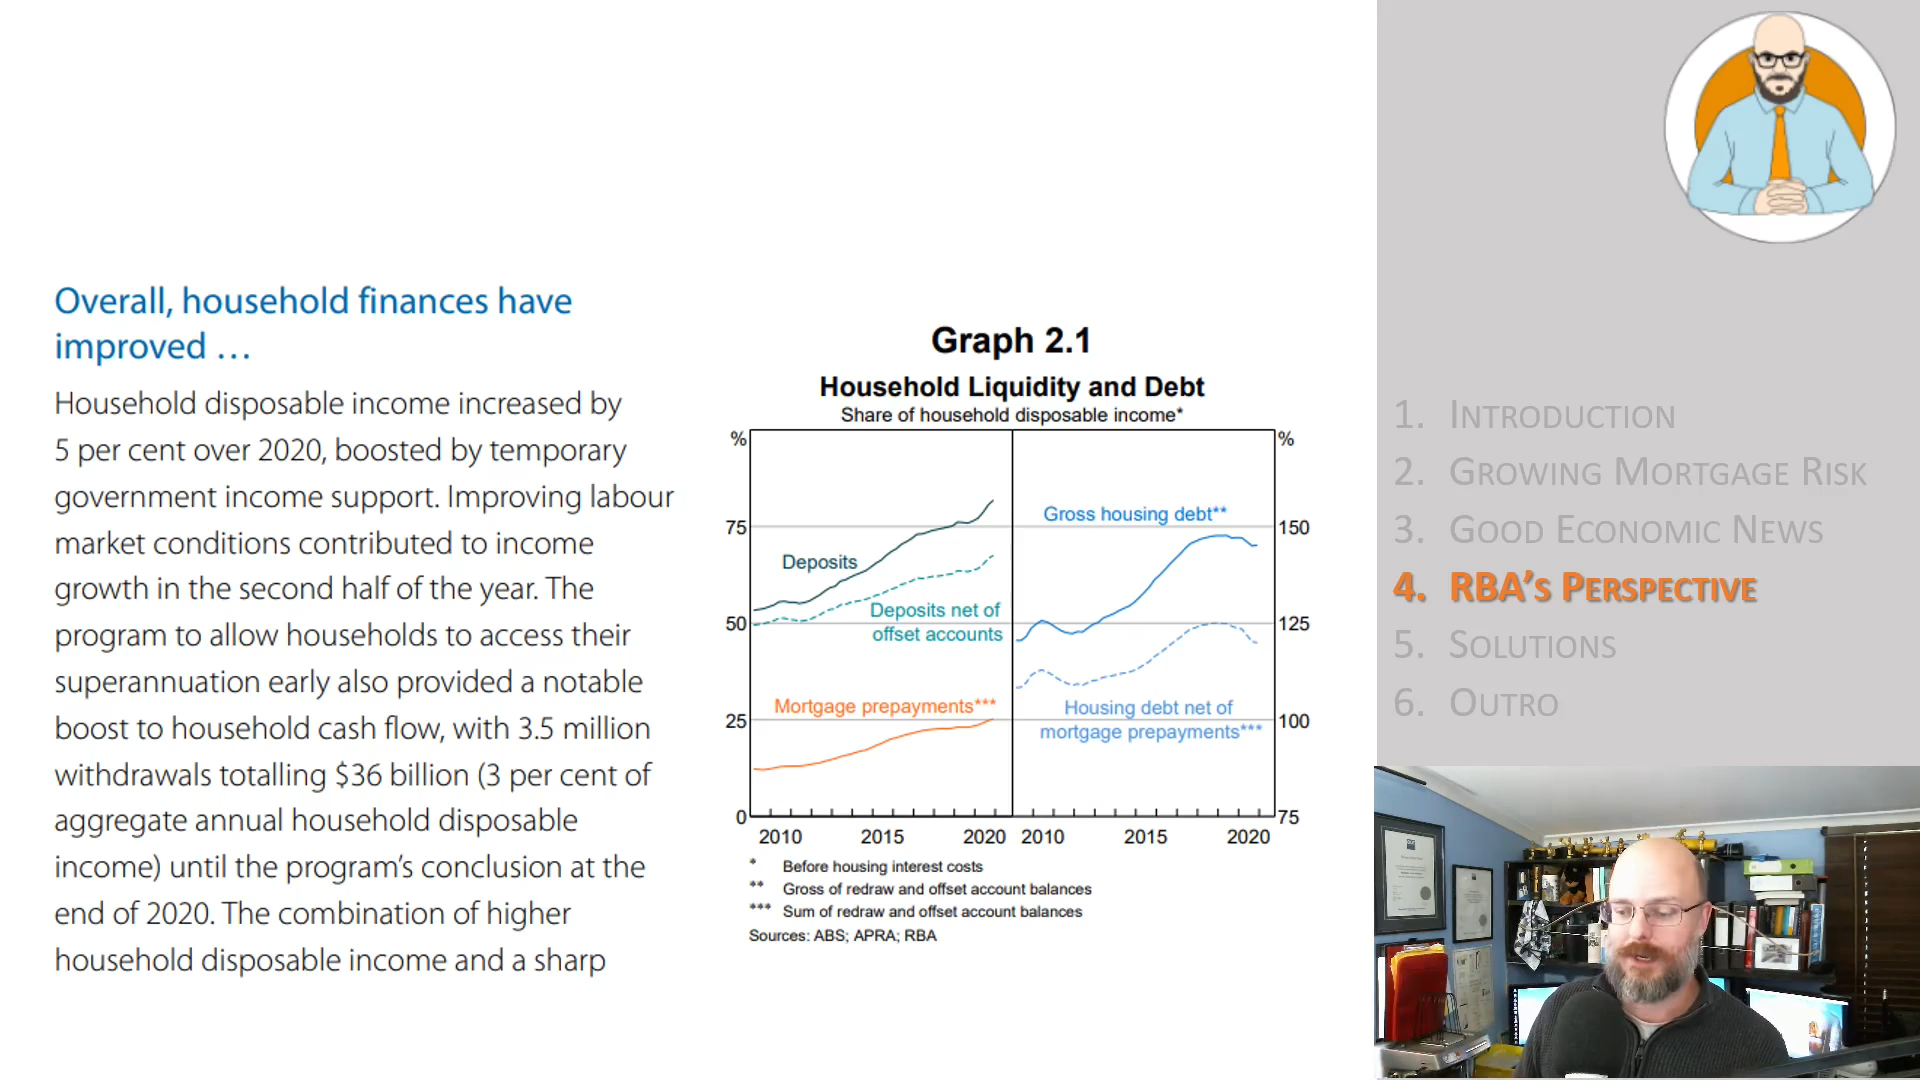 Overall, household finances have
improved …
Household disposable income increased by
5 per cent over 2020, boosted by temporary
government income support. Improving labour
market conditions contributed to income
growth in the second half of the year. The
program to allow households to access their
superannuation early also provided a notable
boost to household cash flow, with 3.5 million
withdrawals totalling $36 billion (3 per cent of
aggregate annual household disposable
income) until the program's conclusion at the
end of 2020. The combination of higher
household disposable income and a sharp
Graph 2.1
Household Liquidity and Debt
Share of household disposable income*
% %
Gross housing debt**
75 150
Deposits
Deposits net of
offset accounts
50 125
Mortgage prepayments***
25 100
Housing debt net of
mortgage prepayments***
0 75
2010 2015 2020 2010 2015 2020
* Before housing interest costs
** Gross of redraw and offset account balances
*** Sum of redraw and offset account balances
Sources: ABS; APRA; RBA
1. Introduction
2. Growing Mortgage Risk
3. Good Economic News
4. RBA's Perspective
5. Solutions
6. Outro